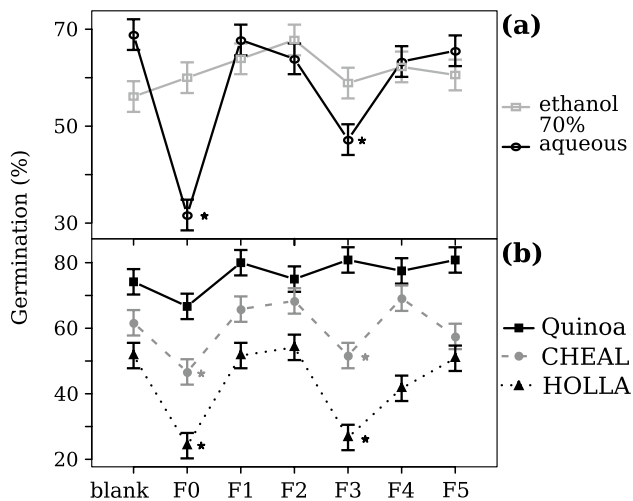 (a)
70
50
30
ethanol
70%
aqueous
*
*
Germination (%)
(b)
80
60
40
20
Quinoa
CHEAL
HOLLA
*
*
*
*
blank F0 F1 F2 F3 F4 F5